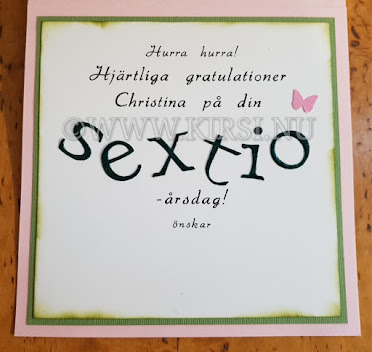 Hurra hurra!
Hjärtliga gratulationer
Christina på din
©WWW.KIRSI.NU
sextio
-årsdag!
önskar